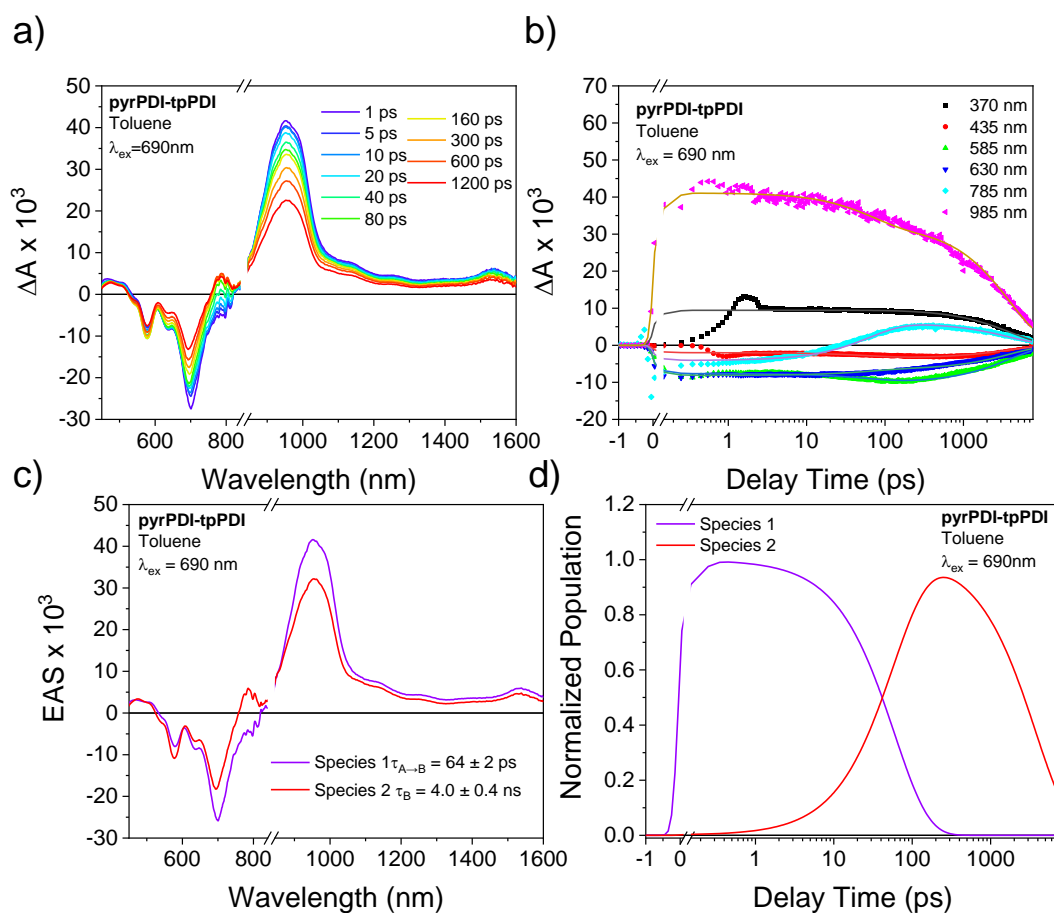 a)
pyrPDI-tpPDI
Toluene
λex=690nm
1 ps
5 ps
10 ps
20 ps
40 ps
80 ps
160 ps
300 ps
600 ps
1200 ps
50
40
30
20
10
0
-10
-20
-30
ΔA x 10³
600 800 1000 1200 1400 1600
Wavelength (nm)
b)
pyrPDI-tpPDI
Toluene
λex = 690 nm
370 nm
435 nm
585 nm
630 nm
785 nm
985 nm
70
60
50
40
30
20
10
0
-10
-20
ΔA x 10³
-1 0 1 10 100 1000
Delay Time (ps)
c)
pyrPDI-tpPDI
Toluene
λex = 690 nm
Species 1τA→B = 64 ± 2 ps
Species 2 τB = 4.0 ± 0.4 ns
50
40
30
20
10
0
-10
-20
-30
EAS x 10³
600 800 1000 1200 1400 1600
Wavelength (nm)
d)
Species 1
Species 2
pyrPDI-tpPDI
Toluene
λex = 690nm
1.2
1.0
0.8
0.6
0.4
0.2
0.0
Normalized Population
-1 0 1 10 100 1000
Delay Time (ps)